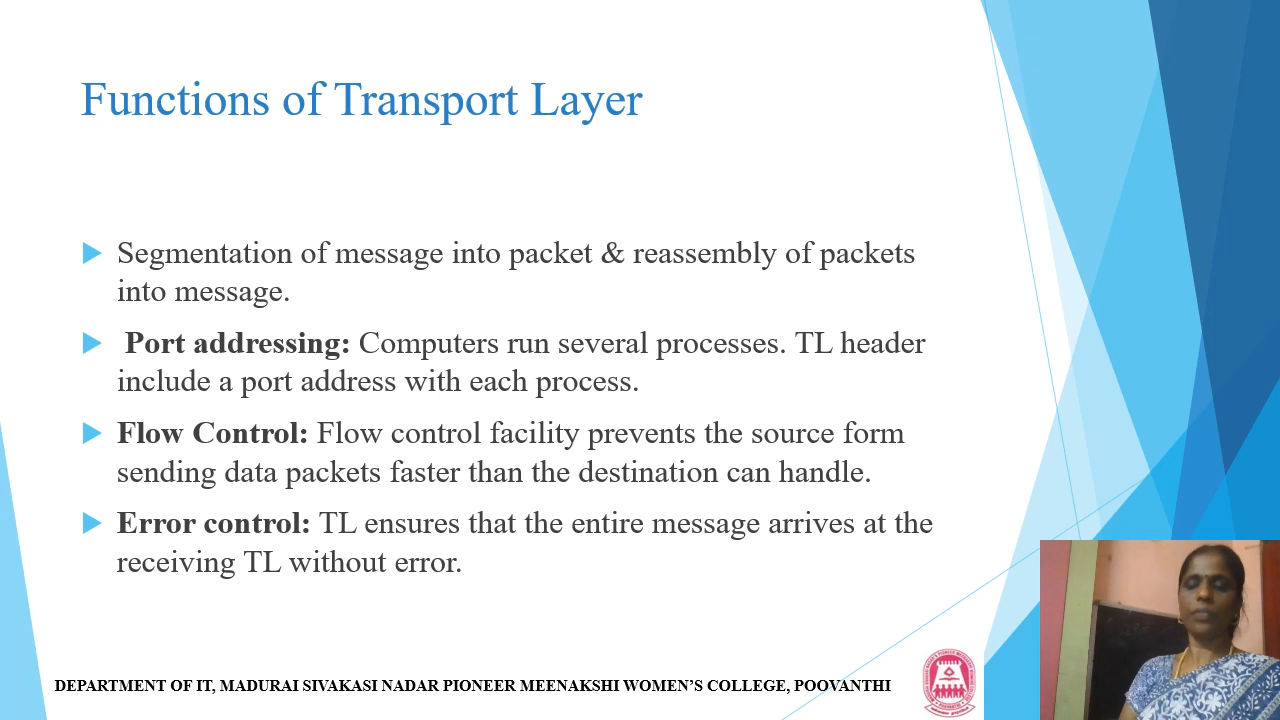 Functions of Transport Layer
Segmentation of message into packet & reassembly of packets
into message.
Port addressing: Computers run several processes. TL header
include a port address with each process.
Flow Control: Flow control facility prevents the source form
sending data packets faster than the destination can handle.
Error control: TL ensures that the entire message arrives at the
receiving TL without error.
DEPARTMENT OF IT, MADURAI SIVAKASI NADAR PIONEER MEENAKSHI WOMEN'S COLLEGE, POOVANTHI